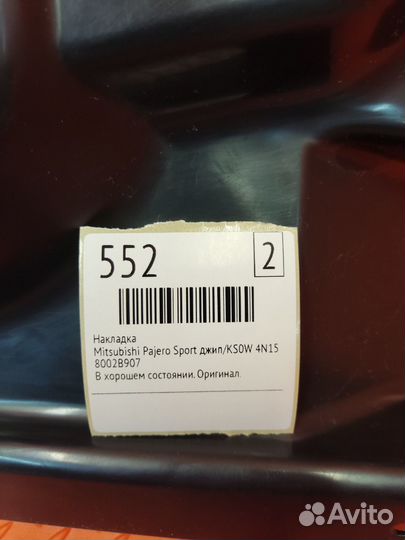 552
2
Накладка
Mitsubishi Pajero Sport джип/KS0W 4N15
8002B907
В хорошем состоянии. Оригинал.
Avito